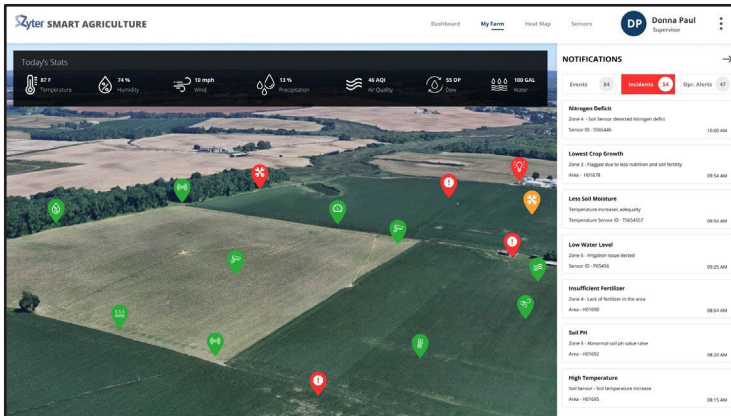 Zyter SMART AGRICULTURE
Dashboard
My Farm
Heat Map
Sensors
DP
Donna Paul
Supervisor
Today's Stats
87 F
Temperature
74 %
Humidity
10 mph
Wind
13 %
Precipitation
46 AQI
Air Quality
55 DP
Dew
100 GAL
Water
NOTIFICATIONS
Events 84
Incidents 54
Opr. Alerts 47
Nitrogen Deficit
Zone 4 - Soil Sensor detected Nitrogen deficit
Sensor ID - S565446 10:00 AM
Lowest Crop Growth
Zone 3 - Flagged due to less nutrition and soil fertility
Area - H01678 09:54 AM
Less Soil Moisture
Temperature increases adequatly
Temperature Sensor ID - TS654557 09:54 AM
Low Water Level
Zone 5 - Irrigation issue dected
Sensor ID - P65456 09:25 AM
Insufficient Fertilizer
Zone 4 - Lack of fertilizer in the area
Area - H01690 08:54 AM
Soil PH
Zone 5 - Abnormal soil ph value raise
Area - H01692 08:20 AM
High Temperature
Soil Sensor - Soil temperature increase
Area - H01695 08:15 AM